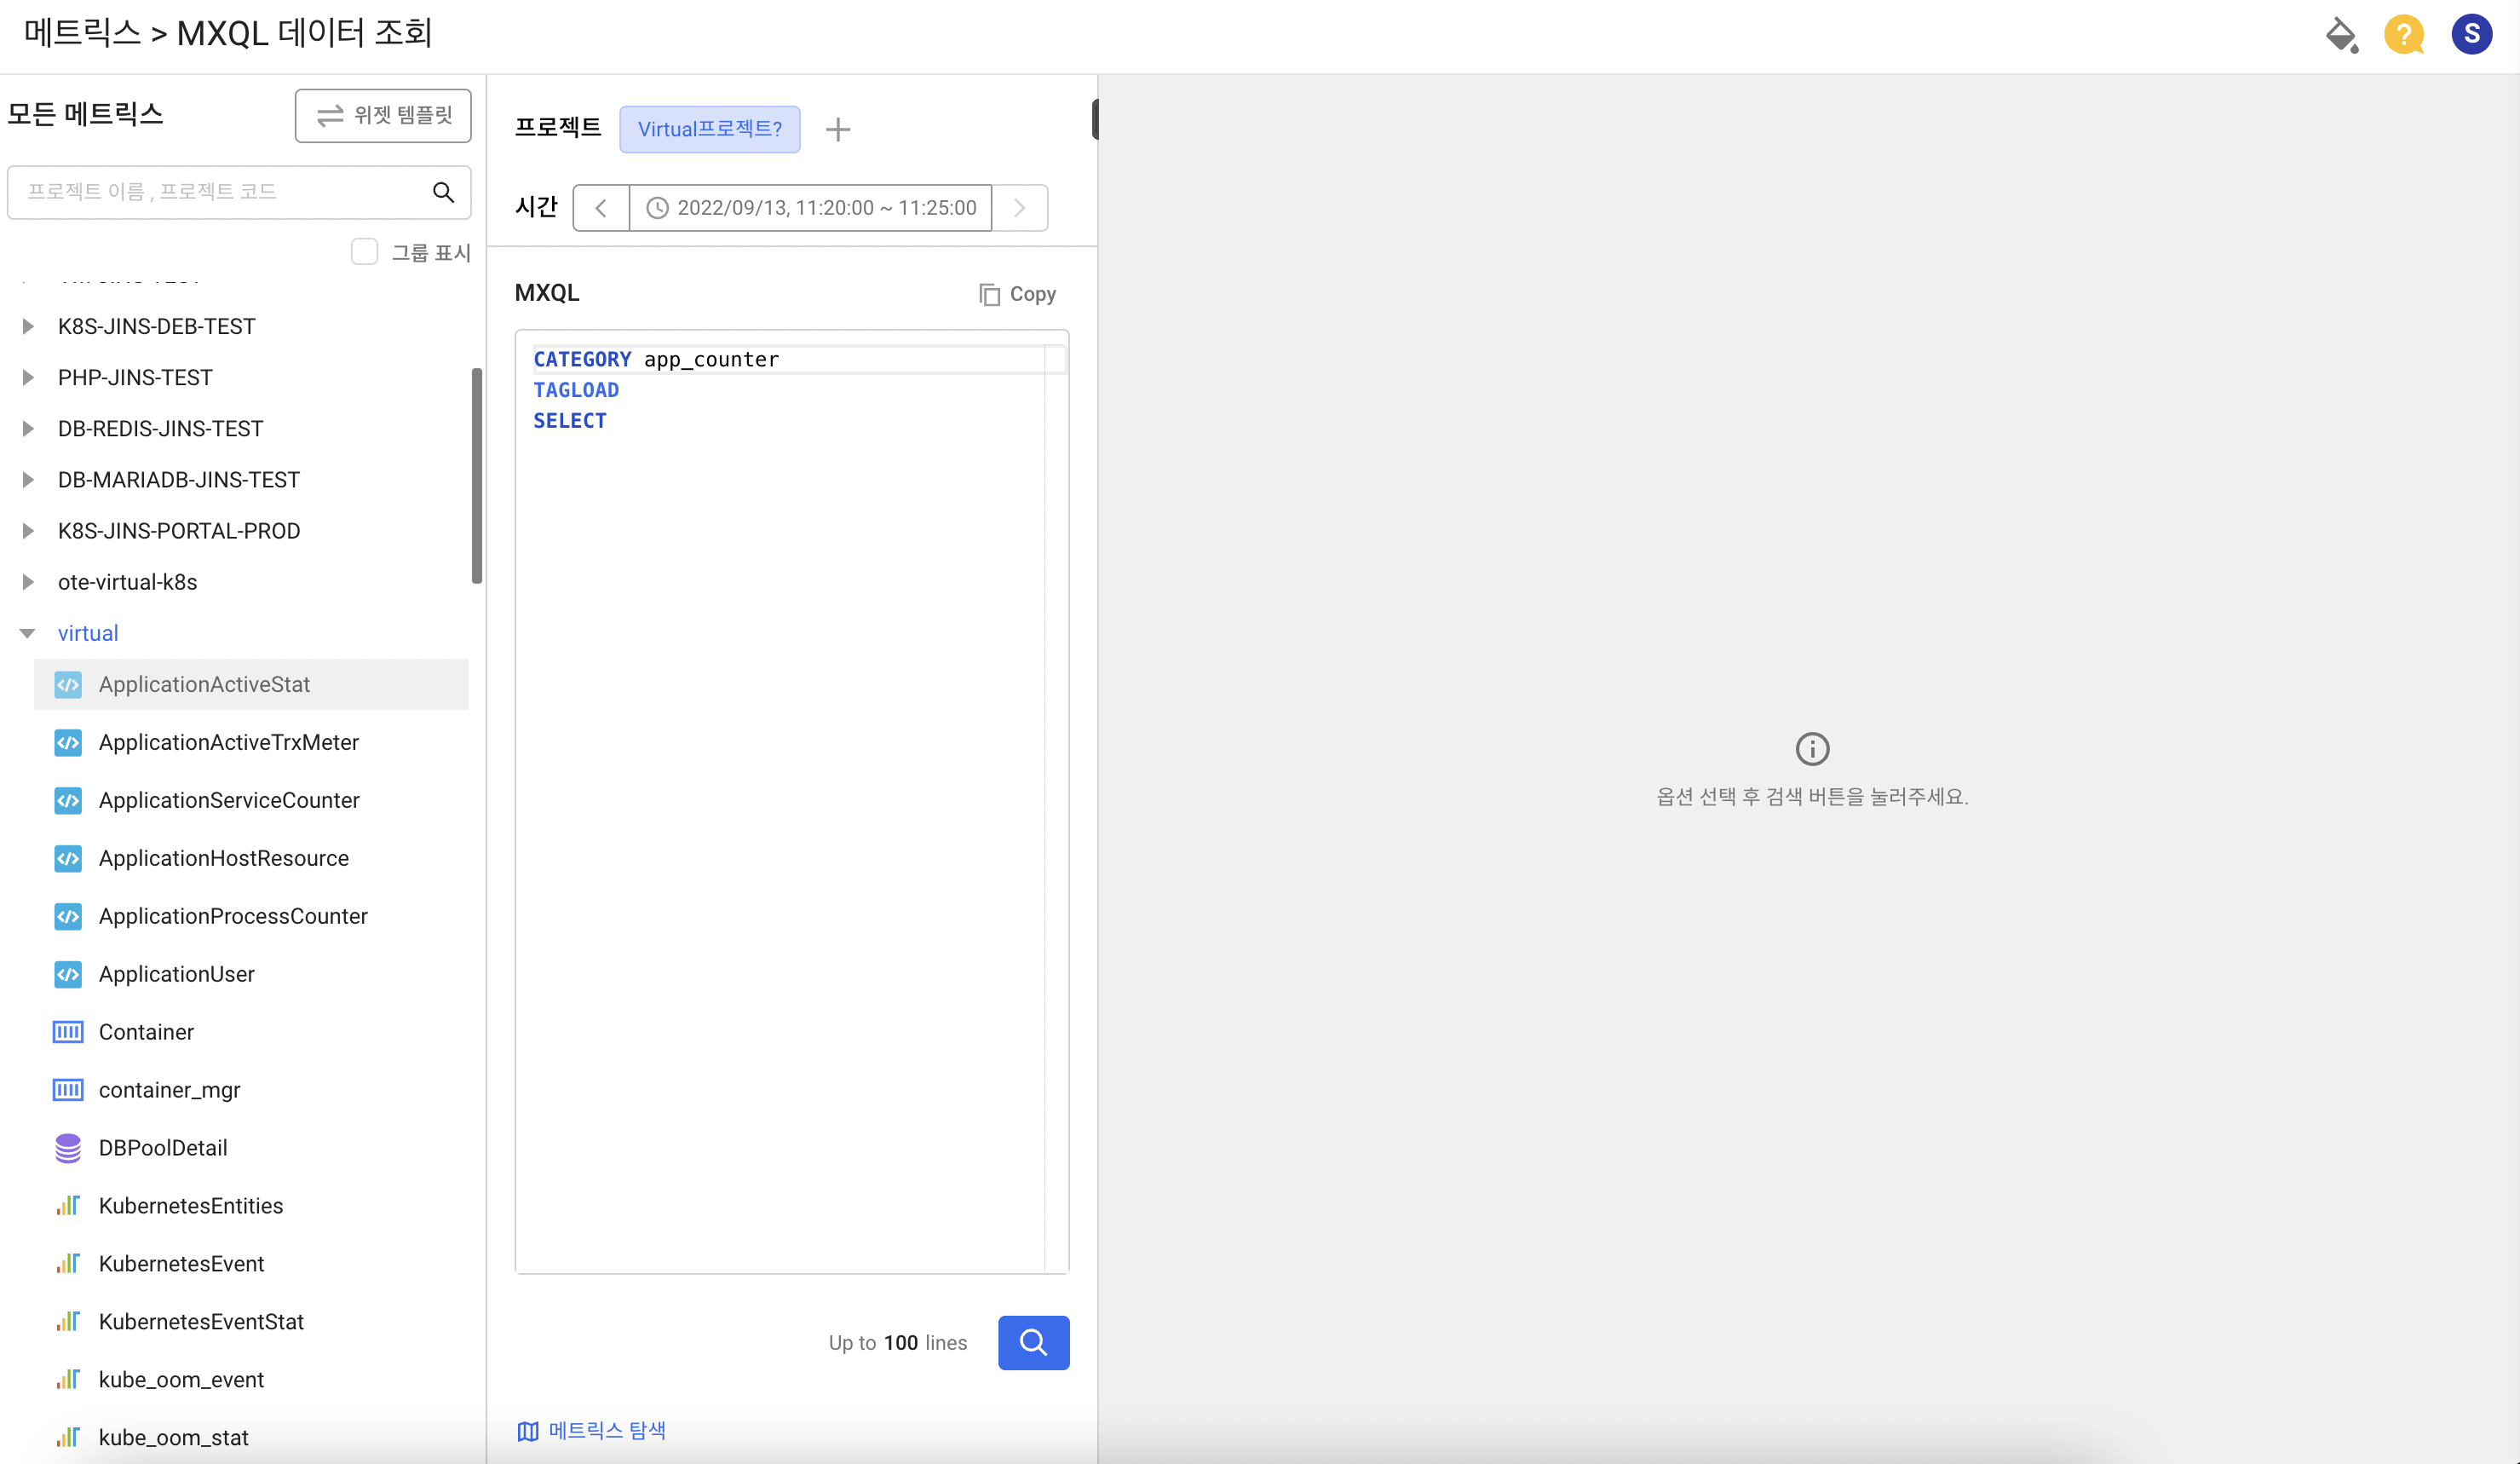 메트릭스 > MXQL 데이터 조회
? S
모든 메트릭스
위젯 템플릿
프로젝트 이름 , 프로젝트 코드
그룹 표시
K8S-JINS-DEB-TEST
PHP-JINS-TEST
DB-REDIS-JINS-TEST
DB-MARIADB-JINS-TEST
K8S-JINS-PORTAL-PROD
ote-virtual-k8s
virtual
ApplicationActiveStat
ApplicationActiveTrxMeter
ApplicationServiceCounter
ApplicationHostResource
ApplicationProcessCounter
ApplicationUser
Container
container_mgr
DBPoolDetail
KubernetesEntities
KubernetesEvent
KubernetesEventStat
kube_oom_event
kube_oom_stat
프로젝트 Virtual프로젝트? +
시간 2022/09/13, 11:20:00 ~ 11:25:00
MXQL Copy
CATEGORY app_counter
TAGLOAD
SELECT
Up to 100 lines
메트릭스 탐색
옵션 선택 후 검색 버튼을 눌러주세요.